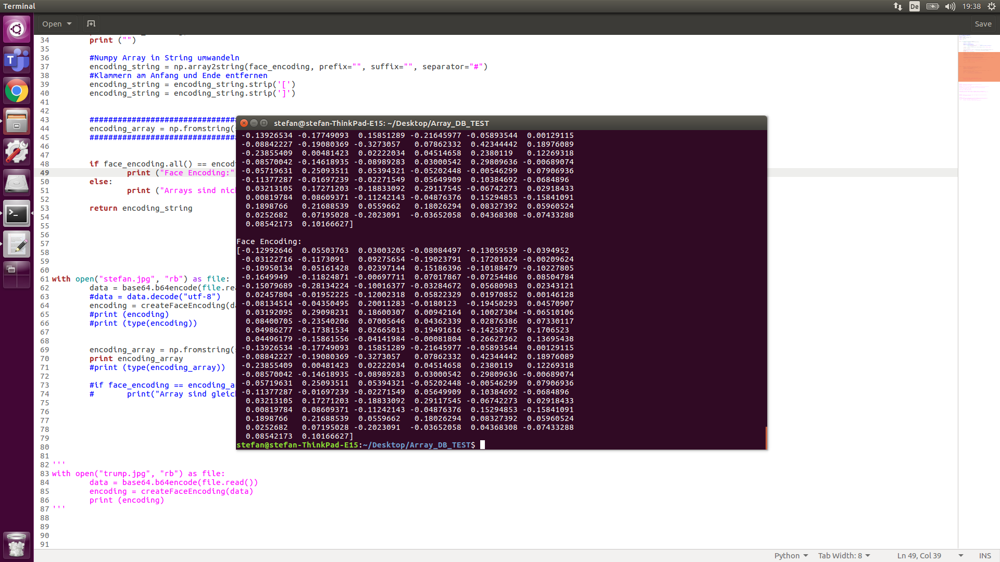 Terminal
De
19:38
Open
Save
34 print ("")
35
36 #Numpy Array in String umwandeln
37 encoding_string = np.array2string(face_encoding, prefix="", suffix="", separator="#")
38 #Klammern am Anfang und Ende entfernen
39 encoding_string = encoding_string.strip('[')
40 encoding_string = encoding_string.strip(']')
41
42
43 ################################
44 encoding_array = np.fromstring(
45 ################################
46
47
48 if face_encoding.all() == encod
49 print ("Face Encoding:"
50 else:
51 print ("Arrays sind nich
52
53 return encoding_string
54
55
56
57
58
59
60
61 with open("stefan.jpg", "rb") as file:
62 data = base64.b64encode(file.rea
63 #data = data.decode("utf-8")
64 encoding = createFaceEncoding(da
65 #print (encoding)
66 #print (type(encoding))
67
68
69 encoding_array = np.fromstring(
70 print encoding_array
71 #print (type(encoding_array))
72
73 #if face_encoding == encoding_a
74 # print("Array sind gleich
75
76
77
78
79
80
81
82 '''
83 with open("trump.jpg", "rb") as file:
84 data = base64.b64encode(file.read())
85 encoding = createFaceEncoding(data)
86 print (encoding)
87 '''
88
89
90
91
stefan@stefan-ThinkPad-E15: ~/Desktop/Array_DB_TEST
-0.13926534 -0.17749093 0.15851289 -0.21645977 -0.05893544 0.00129115
-0.08842227 -0.19080369 -0.3273057 0.07862332 0.42344442 0.18976089
-0.23855409 0.00481423 0.02222034 0.04514658 0.2380119 0.12269318
-0.08570042 -0.14618935 -0.08989283 0.03000542 0.29809636 -0.00689074
-0.05719631 0.25093511 0.05394321 -0.05202448 -0.00546299 0.07906936
-0.11377287 -0.01697239 -0.02271549 0.05649909 0.10384692 -0.0684896
0.03213105 0.17271203 -0.18833092 0.29117545 -0.06742273 0.02918433
0.00819784 0.08609371 -0.11242143 -0.04876376 0.15294853 -0.15841091
0.1898766 0.21688539 0.0559662 0.18026294 0.08327392 0.05960524
0.0252682 0.07195028 -0.2023091 -0.03652058 0.04368308 -0.07433288
0.08542173 0.10166627]
Face Encoding:
[-0.12992646 0.05503763 0.03003205 -0.08084497 -0.13059539 -0.0394952
-0.03122716 -0.1173091 0.09275654 -0.19023791 0.17201024 -0.00209624
-0.10950134 0.05161428 0.02397144 0.15186396 -0.10188479 -0.10227805
-0.1649949 -0.11824871 -0.00697711 0.07017867 -0.07254486 0.08504784
-0.15079689 -0.28134224 -0.10016377 -0.03284672 0.05680983 0.02343121
0.02457804 -0.01952225 -0.12002318 0.05822329 0.01970852 0.00146128
-0.08134514 -0.04350495 0.20011283 -0.0180123 -0.19450293 0.04570907
0.03192095 0.29098231 0.18600307 0.00942164 0.10027304 -0.06510106
0.08400705 -0.23540206 0.07005646 0.04362339 0.02876386 0.07330117
0.04986277 -0.17381534 0.02665013 0.19491616 -0.14258775 0.1706523
0.04496179 -0.15861556 -0.04141984 -0.00081804 0.26627362 0.13695438
-0.13926534 -0.17749093 0.15851289 -0.21645977 -0.05893544 0.00129115
-0.08842227 -0.19080369 -0.3273057 0.07862332 0.42344442 0.18976089
-0.23855409 0.00481423 0.02222034 0.04514658 0.2380119 0.12269318
-0.08570042 -0.14618935 -0.08989283 0.03000542 0.29809636 -0.00689074
-0.05719631 0.25093511 0.05394321 -0.05202448 -0.00546299 0.07906936
-0.11377287 -0.01697239 -0.02271549 0.05649909 0.10384692 -0.0684896
0.03213105 0.17271203 -0.18833092 0.29117545 -0.06742273 0.02918433
0.00819784 0.08609371 -0.11242143 -0.04876376 0.15294853 -0.15841091
0.1898766 0.21688539 0.0559662 0.18026294 0.08327392 0.05960524
0.0252682 0.07195028 -0.2023091 -0.03652058 0.04368308 -0.07433288
0.08542173 0.10166627]
stefan@stefan-ThinkPad-E15:~/Desktop/Array_DB_TEST$
Python
Tab Width: 8
Ln 49, Col 39
INS